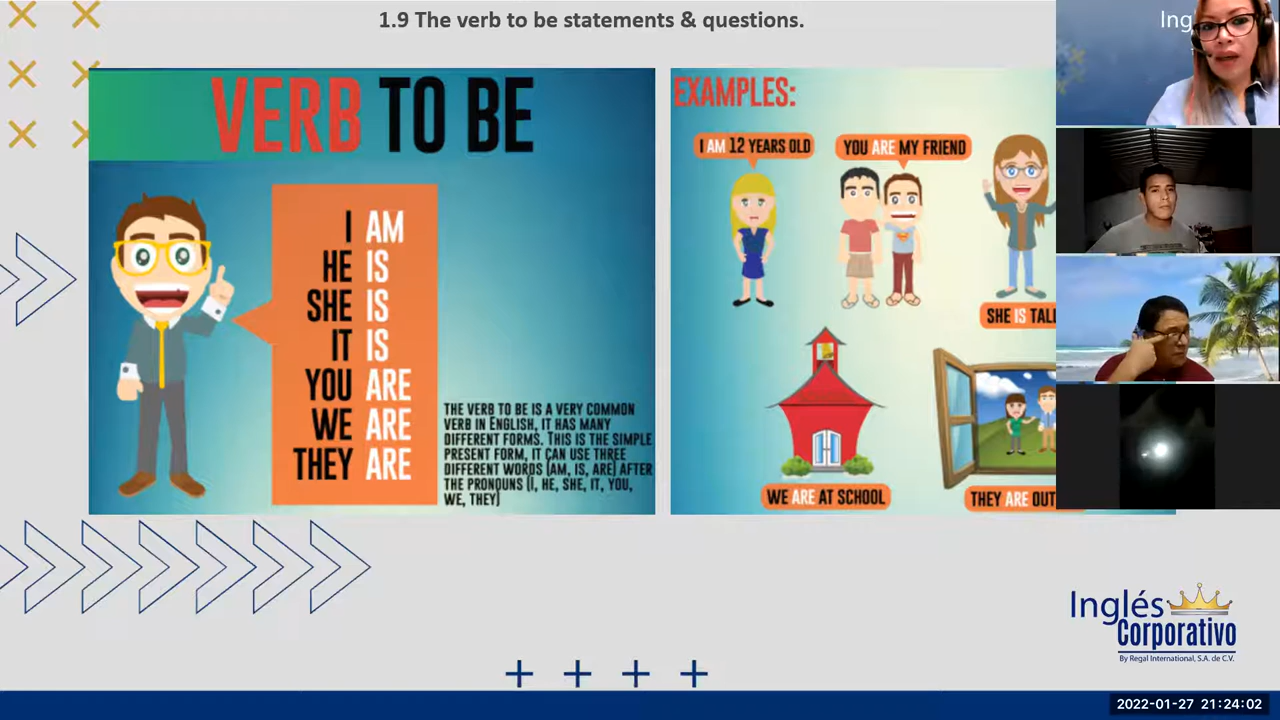 1.9 The verb to be statements & questions.
VERB TO BE
I AM
HE IS
SHE IS
IT IS
YOU ARE
WE ARE
THEY ARE
THE VERB TO BE IS A VERY COMMON
VERB IN ENGLISH, IT HAS MANY
DIFFERENT FORMS. THIS IS THE SIMPLE
PRESENT FORM, IT CAN USE THREE
DIFFERENT WORDS (AM, IS, ARE) AFTER
THE PRONOUNS (I, HE, SHE, IT, YOU,
WE, THEY)
EXAMPLES:
I AM 12 YEARS OLD
YOU ARE MY FRIEND
SHE IS TALL
WE ARE AT SCHOOL
THEY ARE OUT
Ing
Inglés
Corporativo
By Regal International, S.A. de C.V.
2022-01-27 21:24:02